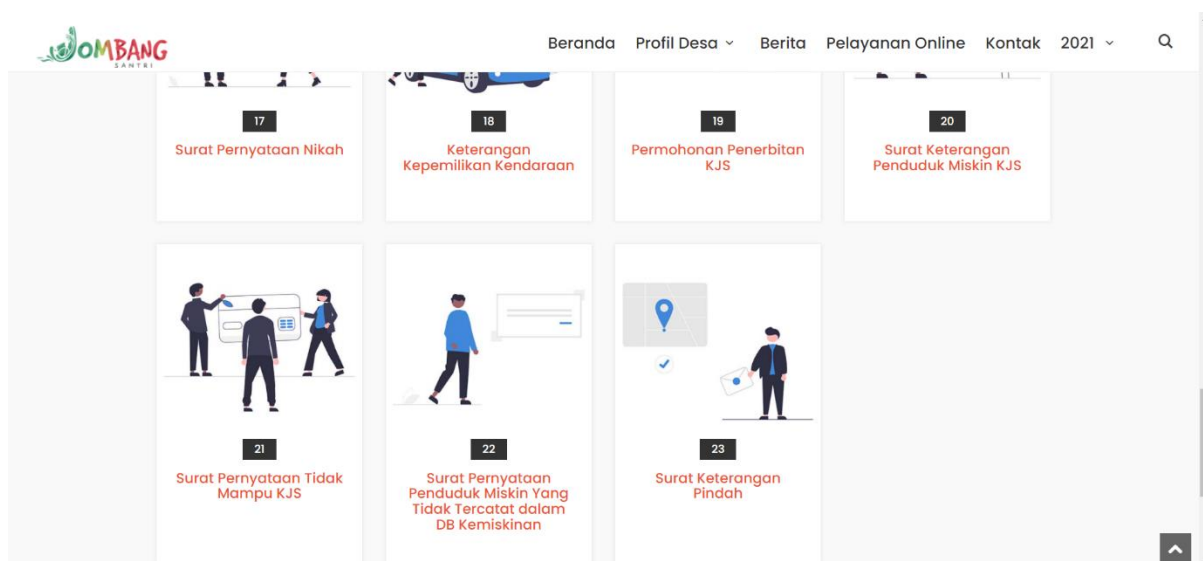 JOMBANG
SANTRI
Beranda Profil Desa Berita Pelayanan Online Kontak 2021
17
Surat Pernyataan Nikah
18
Keterangan
Kepemilikan Kendaraan
19
Permohonan Penerbitan
KJS
20
Surat Keterangan
Penduduk Miskin KJS
21
Surat Pernyataan Tidak
Mampu KJS
22
Surat Pernyataan
Penduduk Miskin Yang
Tidak Tercatat dalam
DB Kemiskinan
23
Surat Keterangan
Pindah